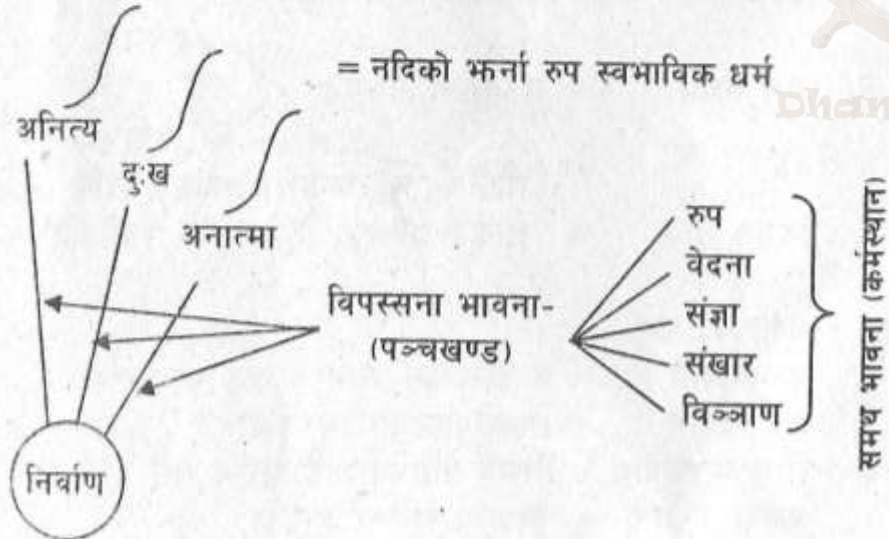 = नदिको झर्ना रुप स्वभाविक धर्म
अनित्य
दुःख
अनात्मा
विपस्सना भावना-
(पञ्चखण्ड)
रुप
वेदना
संज्ञा
संखार
विञ्ञाण
समथ भावना (कर्मस्थान)
निर्वाण